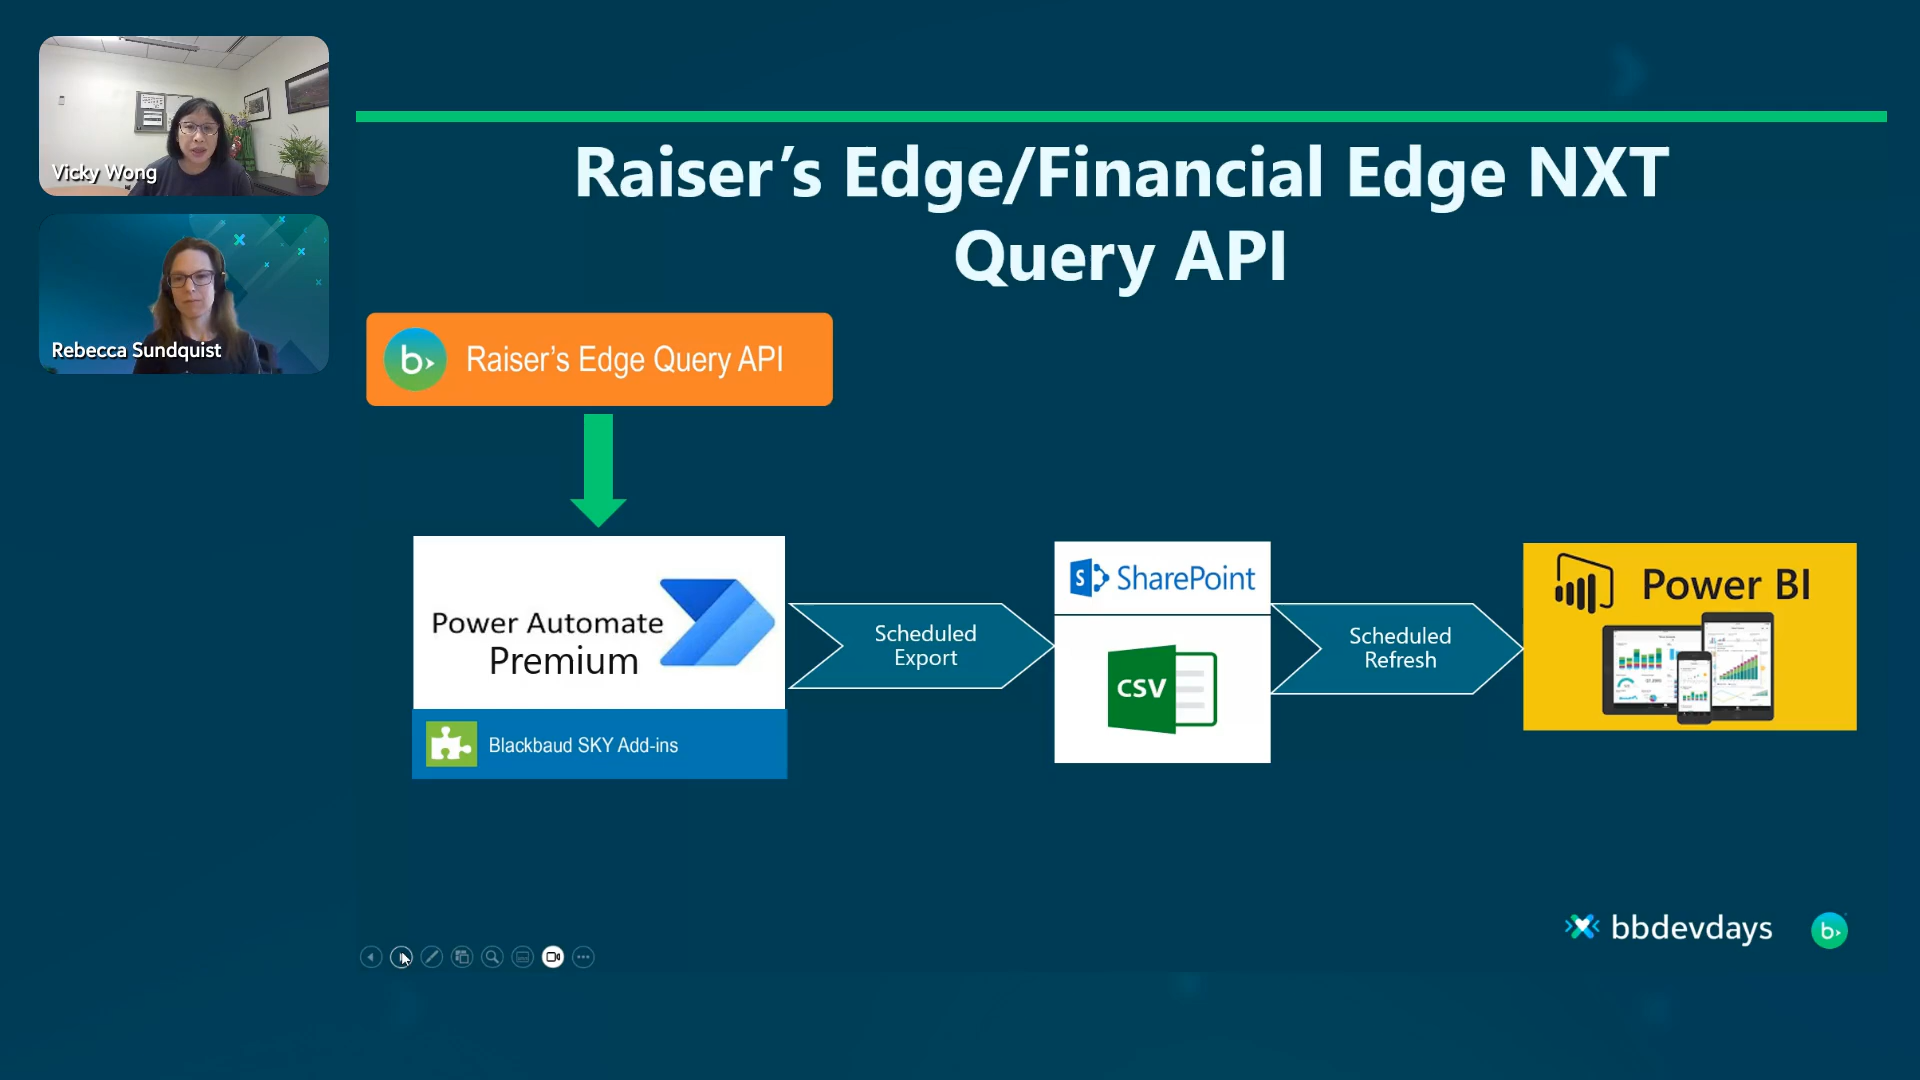 Vicky Wong
Rebecca Sundquist
Raiser’s Edge/Financial Edge NXT
Query API
b
Raiser’s Edge Query API
Power Automate
Premium
Blackbaud SKY Add-ins
Scheduled
Export
S
SharePoint
CSV
Scheduled
Refresh
Power BI
bbdevdays
b